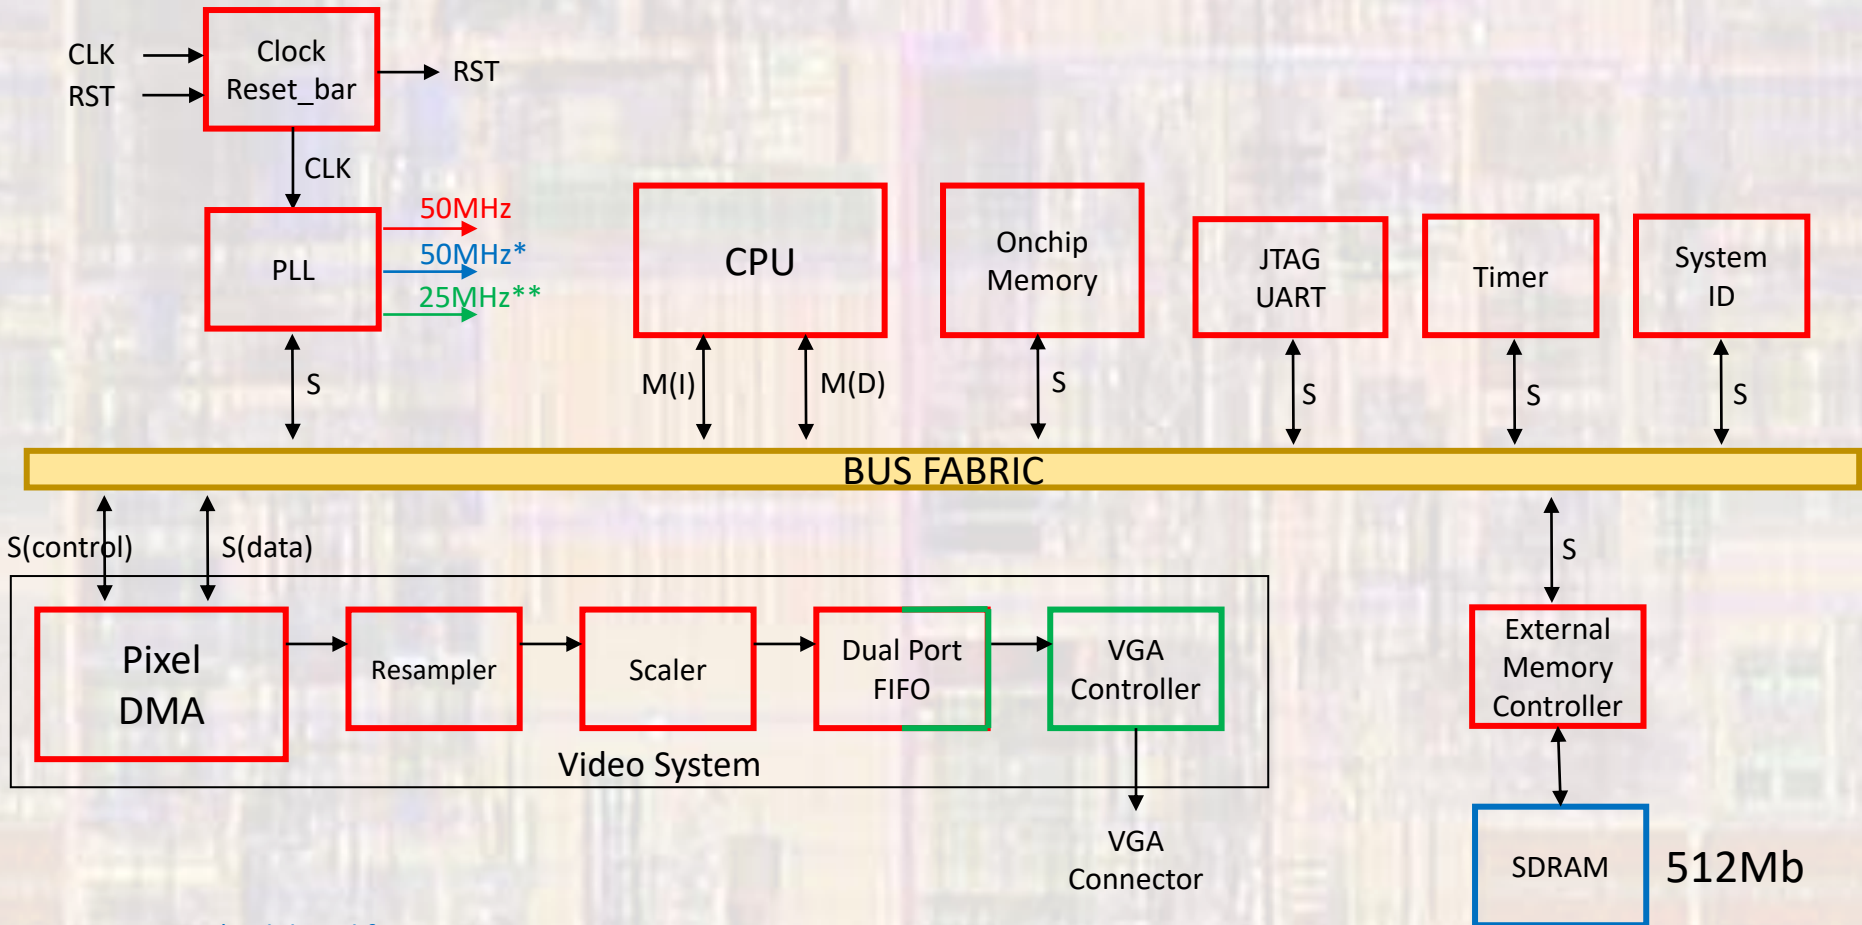 CLK
RST
Clock
Reset_bar
RST
CLK
PLL
50MHz
50MHz*
25MHz**
CPU
Onchip
Memory
JTAG
UART
Timer
System
ID
S
M(I)
M(D)
S
S
S
S
BUS FABRIC
S(control)
S(data)
S
Pixel
DMA
Resampler
Scaler
Dual Port
FIFO
VGA
Controller
External
Memory
Controller
Video System
VGA
Connector
SDRAM
512Mb